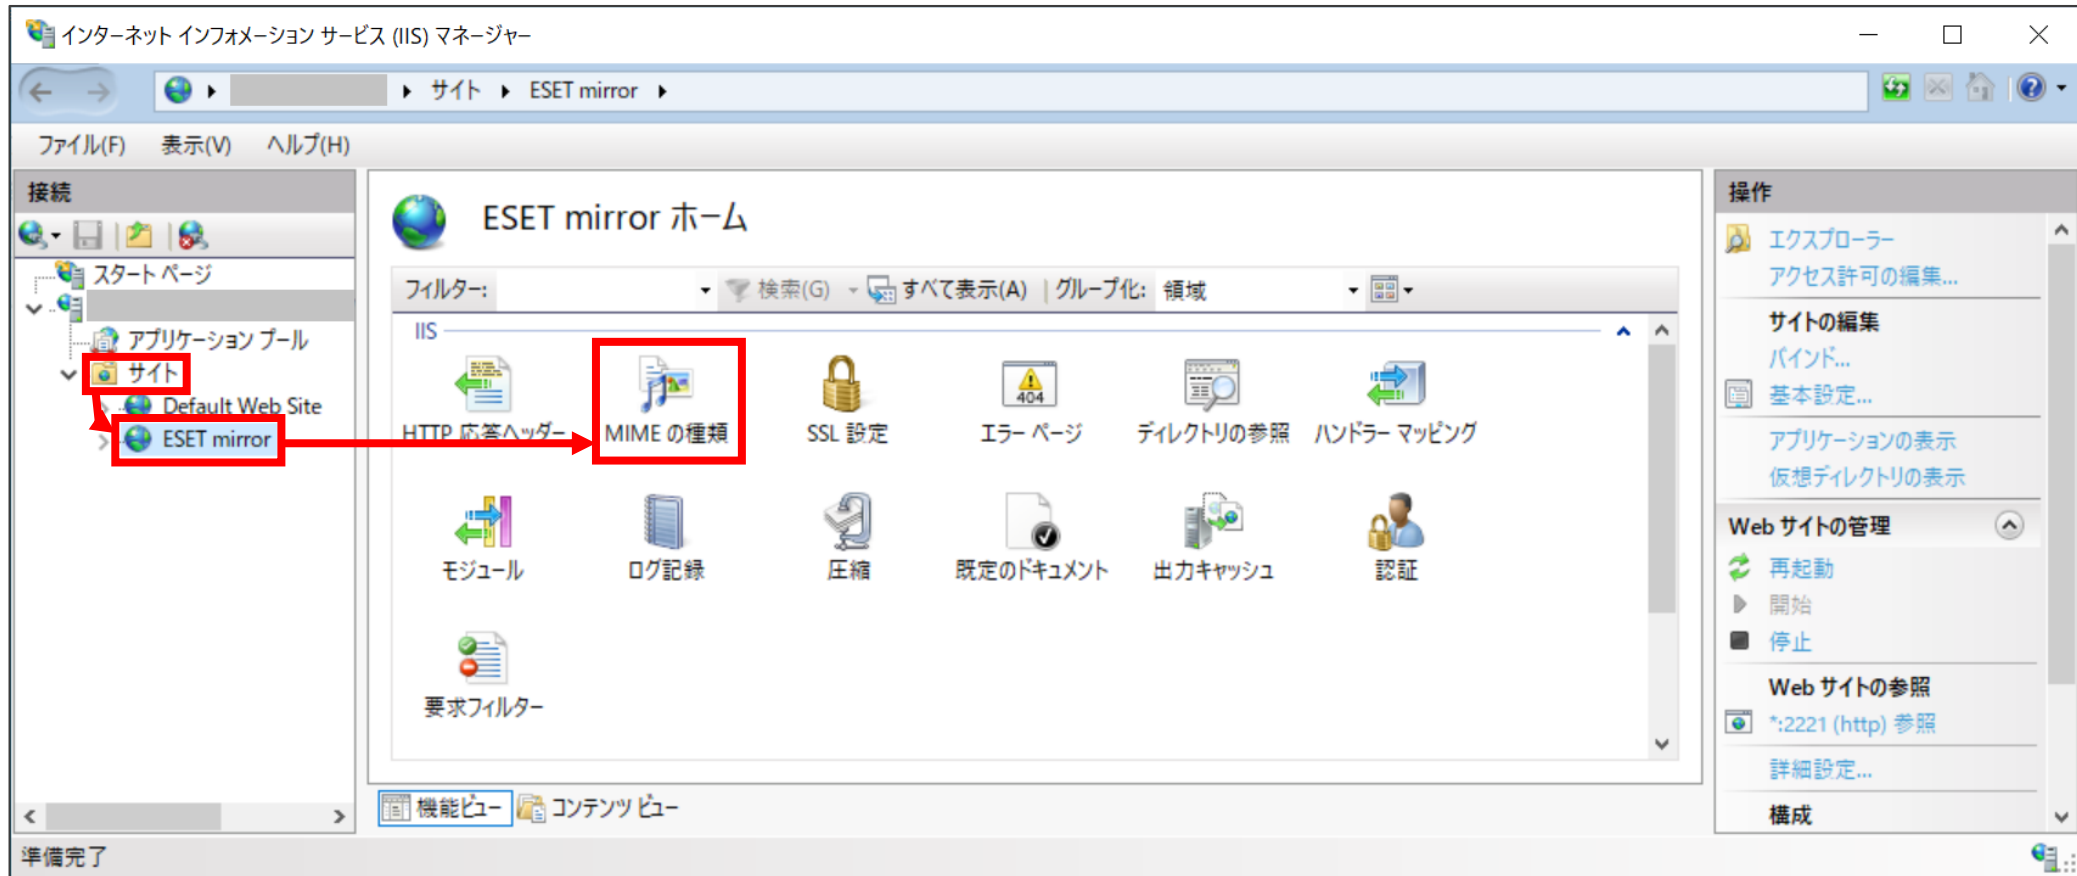 インターネット インフォメーション サービス (IIS) マネージャー
サイト ESET mirror
ファイル(F) 表示(V) ヘルプ(H)
接続
スタート ページ
アプリケーション プール
サイト
Default Web Site
ESET mirror
ESET mirror ホーム
フィルター: 検索(G) すべて表示(A) グループ化: 領域
IIS
HTTP 応答ヘッダー MIME の種類 SSL 設定 404 エラー ページ ディレクトリの参照 ハンドラー マッピング
モジュール ログ記録 圧縮 既定のドキュメント 出力キャッシュ 認証
要求フィルター
機能ビュー コンテンツ ビュー
操作
エクスプローラー
アクセス許可の編集...
サイトの編集
バインド...
基本設定...
アプリケーションの表示
仮想ディレクトリの表示
Web サイトの管理
再起動
開始
停止
Web サイトの参照
*:2221 (http) 参照
詳細設定...
構成
準備完了